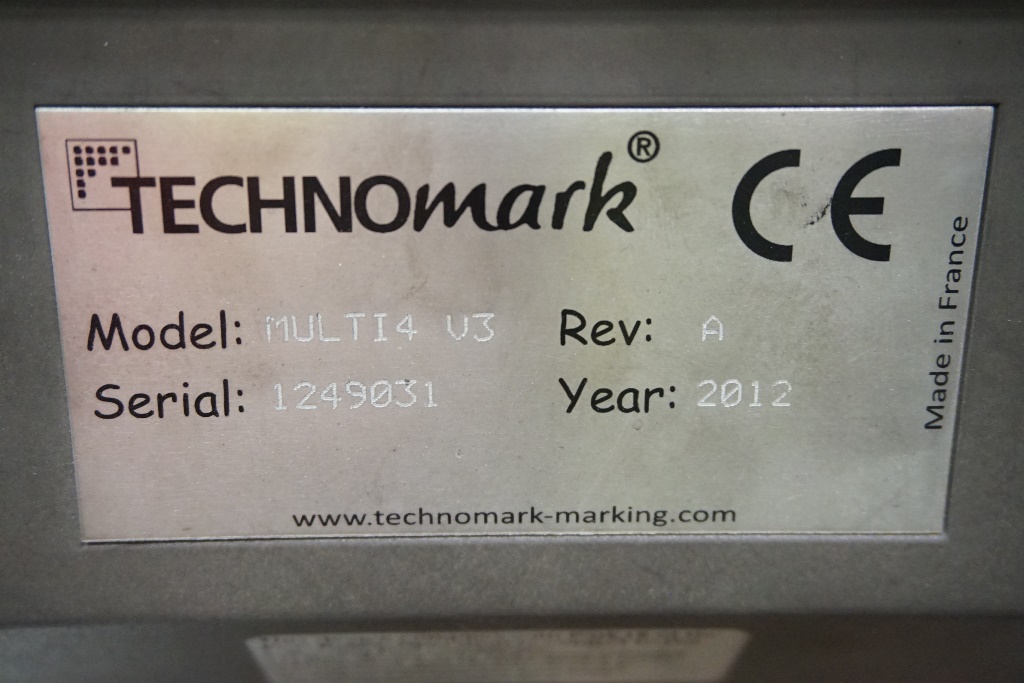 TECHNOmark®
CE
Model: MULTI4 V3 Rev: A
Serial: 1249031 Year: 2012
Made in France
www.technomark-marking.com